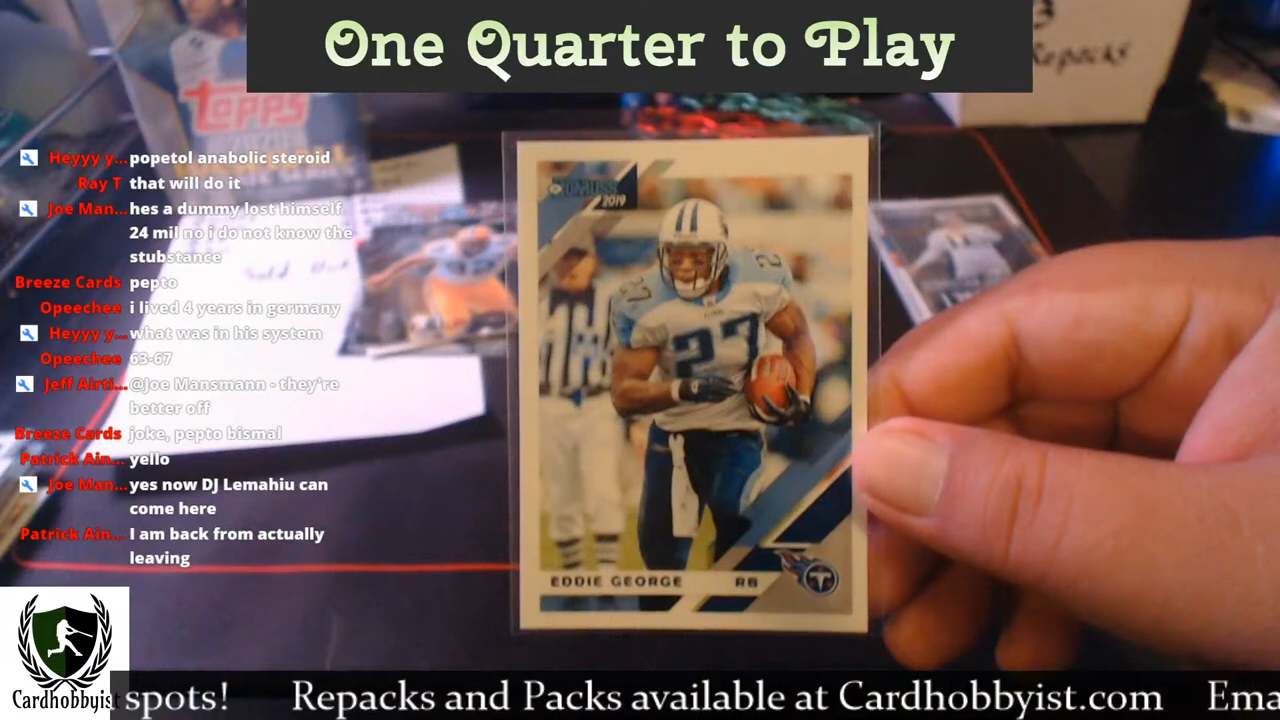 One Quarter to Play
Repacks
TOPPS
Heyyy y... popetol anabolic steroid
Ray T that will do it
Joe Man... hes a dummy lost himself
24 mil no i do not know the
stubstance
Breeze Cards pepto
Opeechee i lived 4 years in germany
Heyyy y... what was in his system
Opeechee 63-67
Jeff Airti... @Joe Mansmann - they're
better off
Breeze Cards joke, pepto bismal
Patrick Ain... yello
Joe Man... yes now DJ Lemahiu can
come here
Patrick Ain... I am back from actually
leaving
DONRUSS
2019
27
27
2
EDDIE GEORGE RB
T
Cardhobbyist
spots! Repacks and Packs available at Cardhobbyist.com Ema